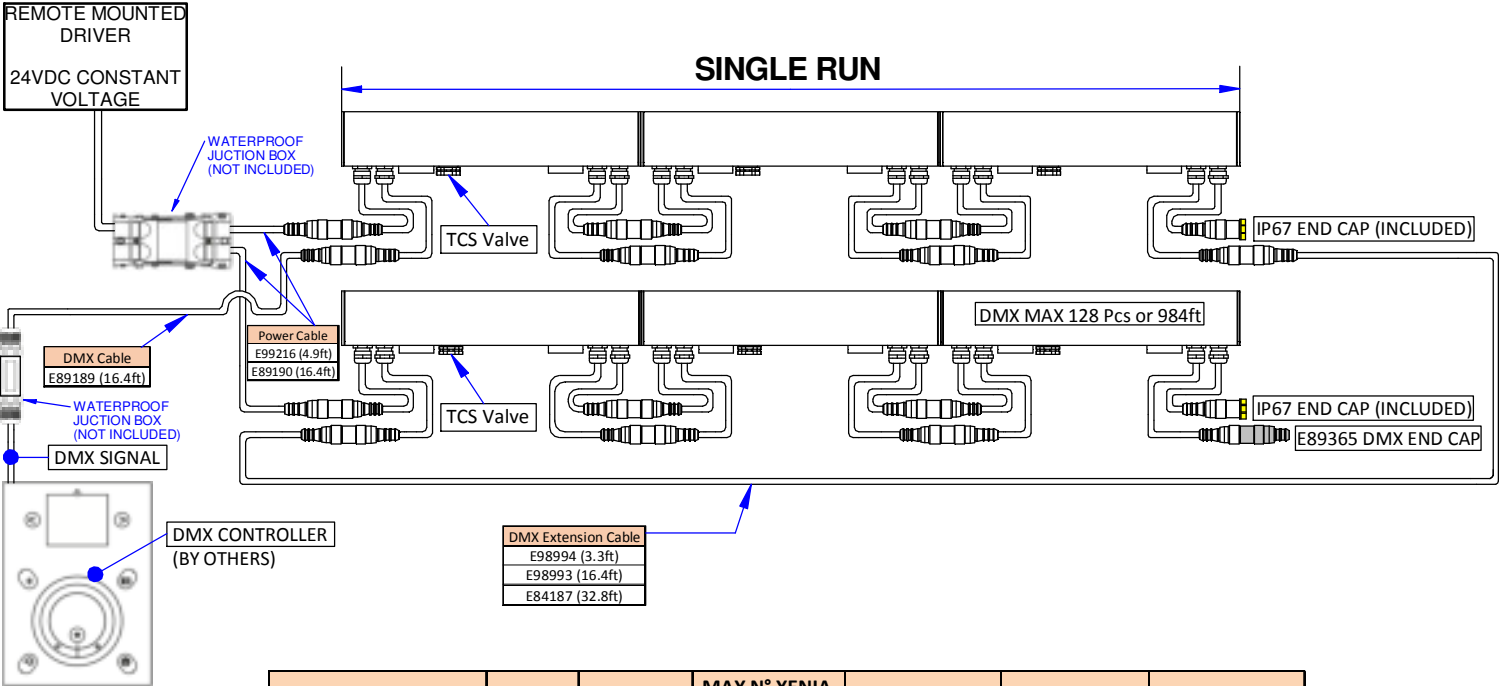 REMOTE MOUNTED
DRIVER
24VDC CONSTANT
VOLTAGE
SINGLE RUN
WATERPROOF
JUCTION BOX
(NOT INCLUDED)
TCS Valve
IP67 END CAP (INCLUDED)
DMX MAX 128 Pcs or 984ft
Power Cable
E99216 (4.9ft)
E89190 (16.4ft)
DMX Cable
E89189 (16.4ft)
WATERPROOF
JUCTION BOX
(NOT INCLUDED)
TCS Valve
IP67 END CAP (INCLUDED)
E89365 DMX END CAP
DMX SIGNAL
DMX CONTROLLER
(BY OTHERS)
DMX Extension Cable
E98994 (3.3ft)
E98993 (16.4ft)
E84187 (32.8ft)
MAX N° YENIA